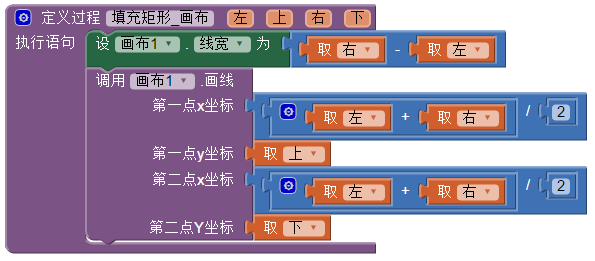 定义过程 填充矩形_画布 左 上 右 下
执行语句 设 画布1 . 线宽 为 取 右 - 取 左
调用 画布1 .画线
第一点x坐标 取 左 + 取 右 / 2
第一点y坐标 取 上
第二点x坐标 取 左 + 取 右 / 2
第二点Y坐标 取 下